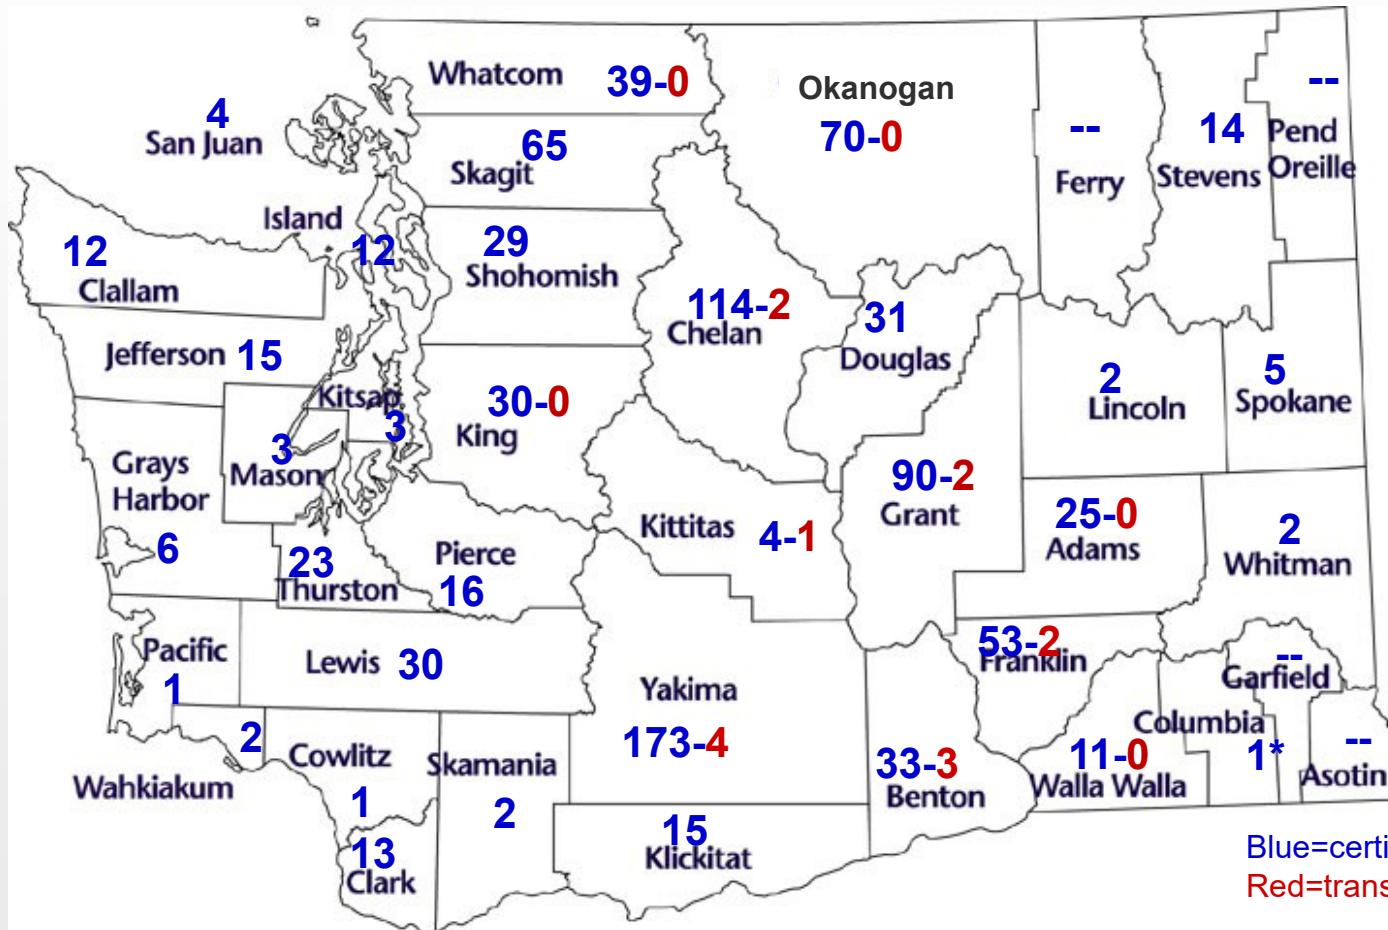 Whatcom 39-0
Okanogan
70-0
--
Ferry
14
Stevens
--
Pend
Oreille
4
San Juan
65
Skagit
Island
12
12
Clallam
29
Shohomish
114-2
Chelan
31
Douglas
Jefferson 15
Kitsap
3
30-0
King
2
Lincoln
5
Spokane
3
Mason
Grays
Harbor
6
90-2
Grant
Kittitas 4-1
25-0
Adams
2
Whitman
23
Thurston
Pierce
16
53-2
Franklin
Pacific
1
Lewis 30
Yakima
173-4
--
Garfield
Columbia
1*
--
Asotin
2
Wahkiakum
Cowlitz
1
Skamania
2
33-3
Benton
11-0
Walla Walla
13
Clark
15
Klickitat
Blue=certi
Red=trans